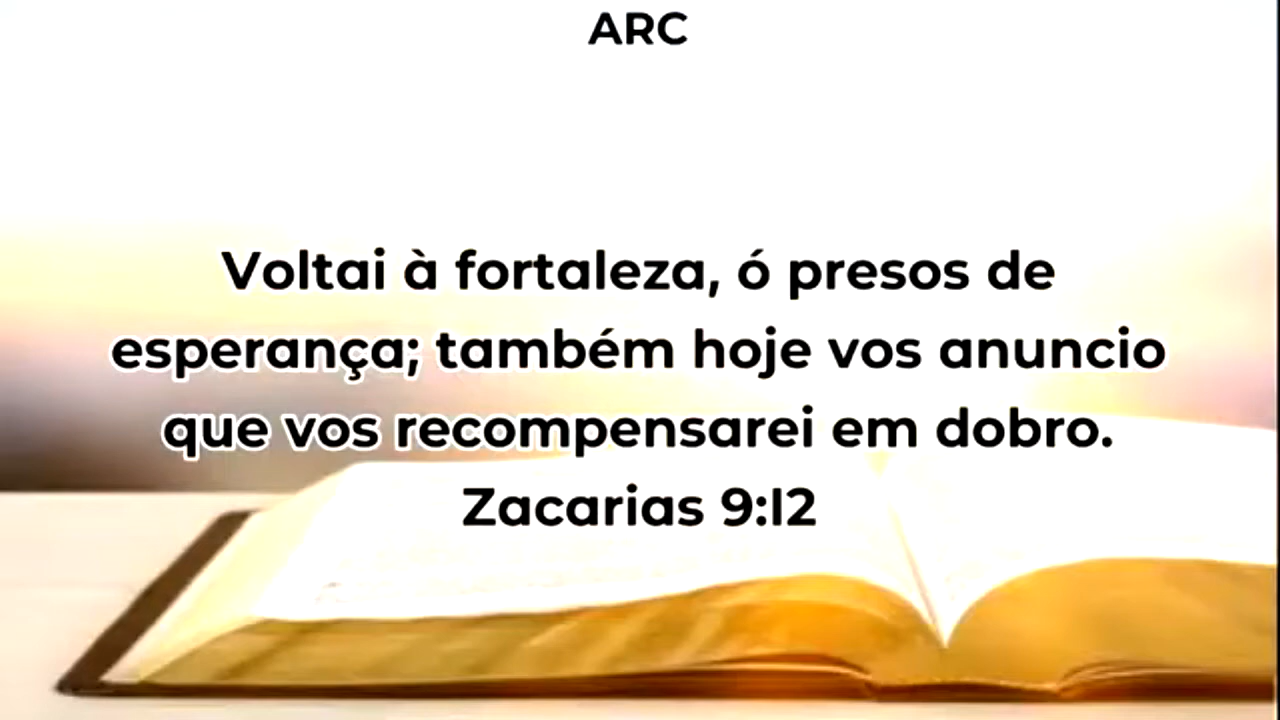 ARC
Voltai à fortaleza, ó presos de
esperança; também hoje vos anuncio
que vos recompensarei em dobro.
Zacarias 9:12